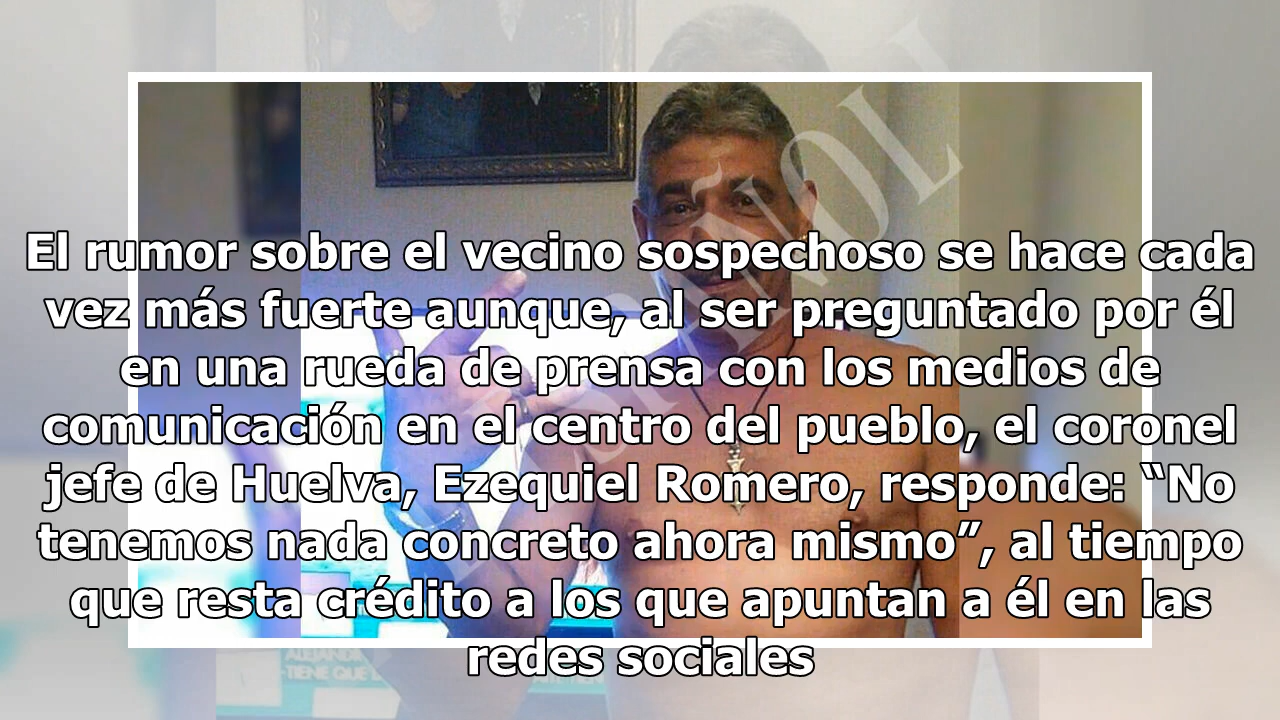 El rumor sobre el vecino sospechoso se hace cada
vez más fuerte aunque, al ser preguntado por él
en una rueda de prensa con los medios de
comunicación en el centro del pueblo, el coronel
jefe de Huelva, Ezequiel Romero, responde: “No
tenemos nada concreto ahora mismo”, al tiempo
que resta crédito a los que apuntan a él en las
redes sociales
ESPAÑOL
TIENE QUE